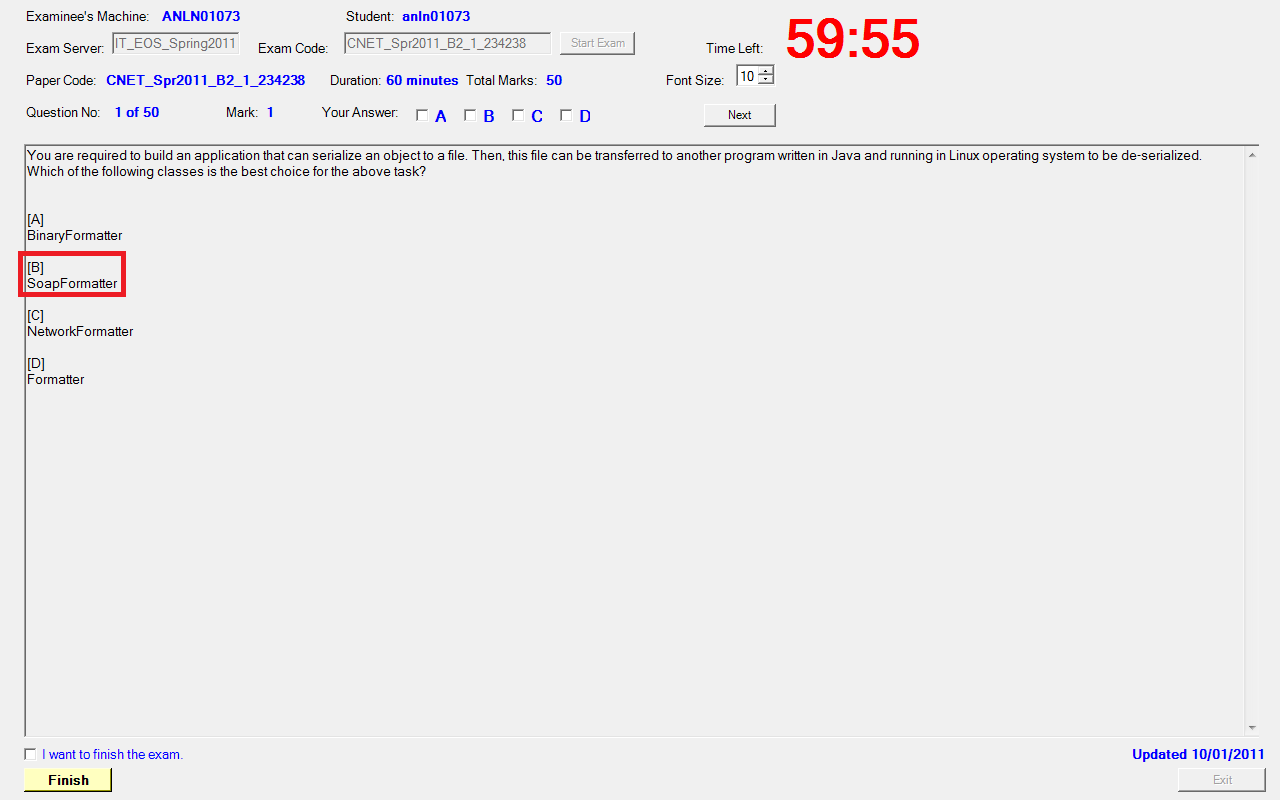 Examinee's Machine: ANLN01073 Student: anln01073
59:55
Exam Server: IT_EOS_Spring2011 Exam Code: CNET_Spr2011_B2_1_234238 Start Exam Time Left:
Paper Code: CNET_Spr2011_B2_1_234238 Duration: 60 minutes Total Marks: 50 Font Size: 10
Question No: 1 of 50 Mark: 1 Your Answer: A B C D Next
You are required to build an application that can serialize an object to a file. Then, this file can be transferred to another program written in Java and running in Linux operating system to be de-serialized.
Which of the following classes is the best choice for the above task?
[A]
BinaryFormatter
[B]
SoapFormatter
[C]
NetworkFormatter
[D]
Formatter
I want to finish the exam. Updated 10/01/2011
Finish Exit